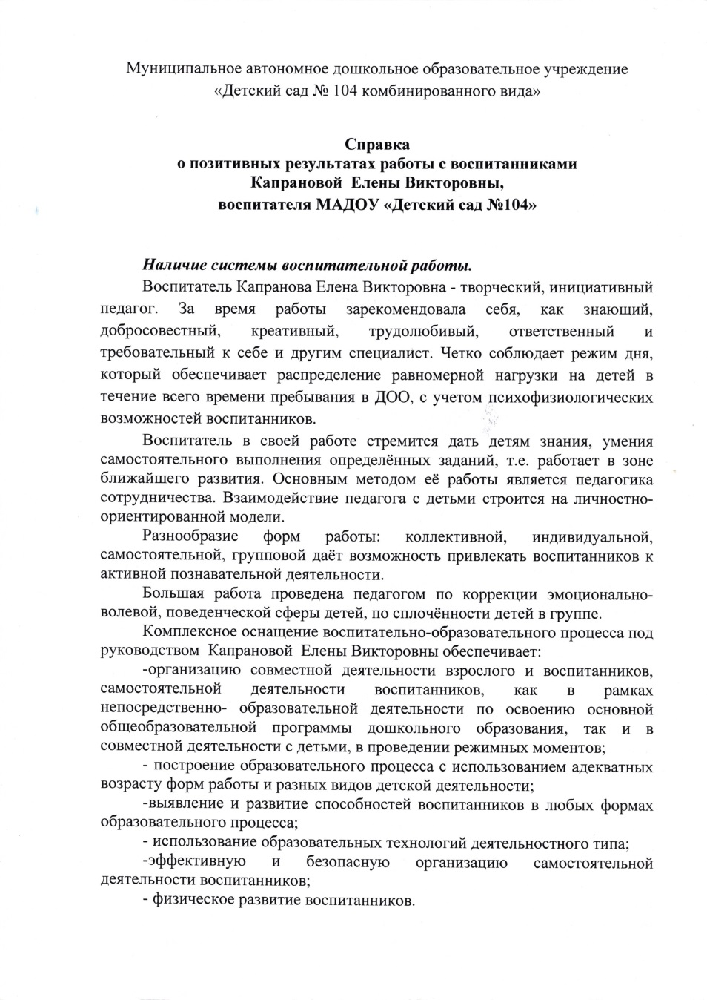 Муниципальное автономное дошкольное образовательное учреждение
«Детский сад № 104 комбинированного вида»
Справка
о позитивных результатах работы с воспитанниками
Капрановой  Елены Викторовны,
воспитателя МАДОУ «Детский сад №104»
Наличие системы воспитательной работы.
Воспитатель Капранова Елена Викторовна - творческий, инициативный
педагог. За время работы зарекомендовала себя, как знающий,
добросовестный, креативный, трудолюбивый, ответственный и
требовательный к себе и другим специалист. Четко соблюдает режим дня,
который обеспечивает распределение равномерной нагрузки на детей в
течение всего времени пребывания в ДОО, с учетом психофизиологических
возможностей воспитанников.
Воспитатель в своей работе стремится дать детям знания, умения
самостоятельного выполнения определённых заданий, т.е. работает в зоне
ближайшего развития. Основным методом её работы является педагогика
сотрудничества. Взаимодействие педагога с детьми строится на личностно-
ориентированной модели.
Разнообразие форм работы: коллективной, индивидуальной,
самостоятельной, групповой даёт возможность привлекать воспитанников к
активной познавательной деятельности.
Большая работа проведена педагогом по коррекции эмоционально-
волевой, поведенческой сферы детей, по сплочённости детей в группе.
Комплексное оснащение воспитательно-образовательного процесса под
руководством  Капрановой  Елены Викторовны обеспечивает:
-организацию совместной деятельности взрослого и воспитанников,
самостоятельной деятельности воспитанников, как в рамках
непосредственно- образовательной деятельности по освоению основной
общеобразовательной программы дошкольного образования, так и в
совместной деятельности с детьми, в проведении режимных моментов;
- построение образовательного процесса с использованием адекватных
возрасту форм работы и разных видов детской деятельности;
-выявление и развитие способностей воспитанников в любых формах
образовательного процесса;
- использование образовательных технологий деятельностного типа;
-эффективную и безопасную организацию самостоятельной
деятельности воспитанников;
- физическое развитие воспитанников.